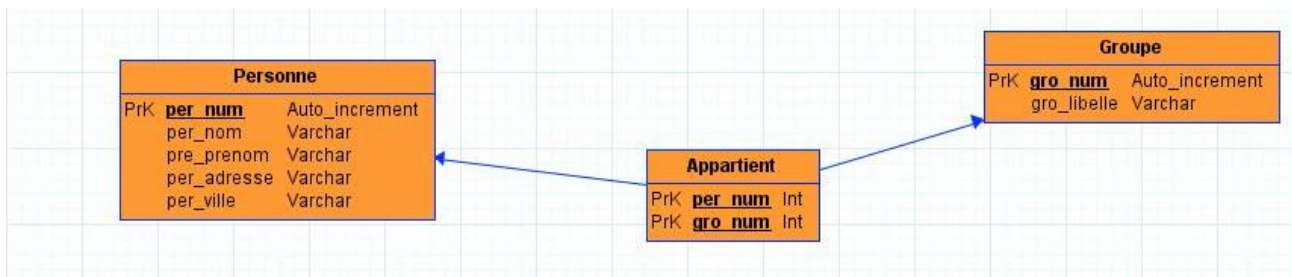 Personne
PrK per_num Auto_increment
per_nom Varchar
pre_prenom Varchar
per_adresse Varchar
per_ville Varchar
Appartient
PrK per_num Int
PrK gro_num Int
Groupe
PrK gro_num Auto_increment
gro_libelle Varchar